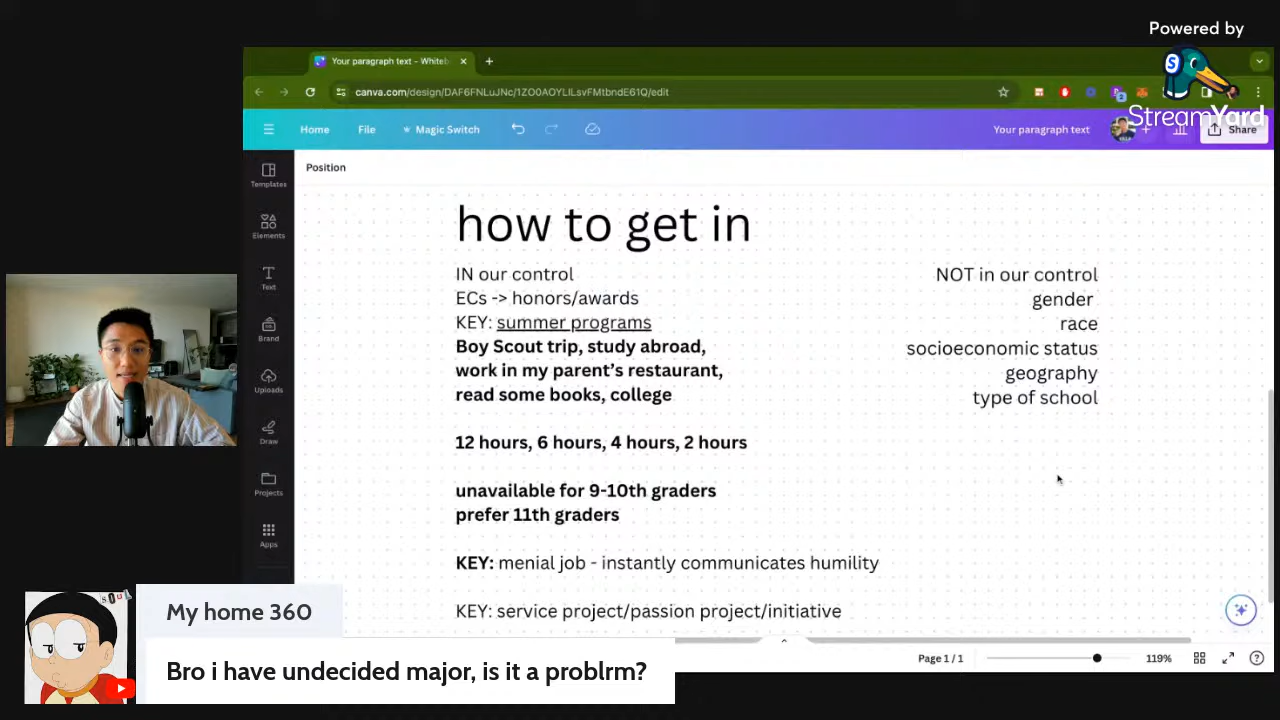 Powered by
StreamYard
Your paragraph text - Whiteb
canva.com/design/DAF6FNLuJNc/1ZO0AOYLILsvFMtbndE61Q/edit
Home
File
Magic Switch
Your paragraph text
Share
Position
Templates
Elements
Text
Brand
Uploads
Draw
Projects
Apps
how to get in
IN our control
ECs -> honors/awards
KEY: summer programs
Boy Scout trip, study abroad,
work in my parent's restaurant,
read some books, college
12 hours, 6 hours, 4 hours, 2 hours
unavailable for 9-10th graders
prefer 11th graders
KEY: menial job - instantly communicates humility
KEY: service project/passion project/initiative
NOT in our control
gender
race
socioeconomic status
geography
type of school
Page 1 / 1
119%
My home 360
Bro i have undecided major, is it a problrm?